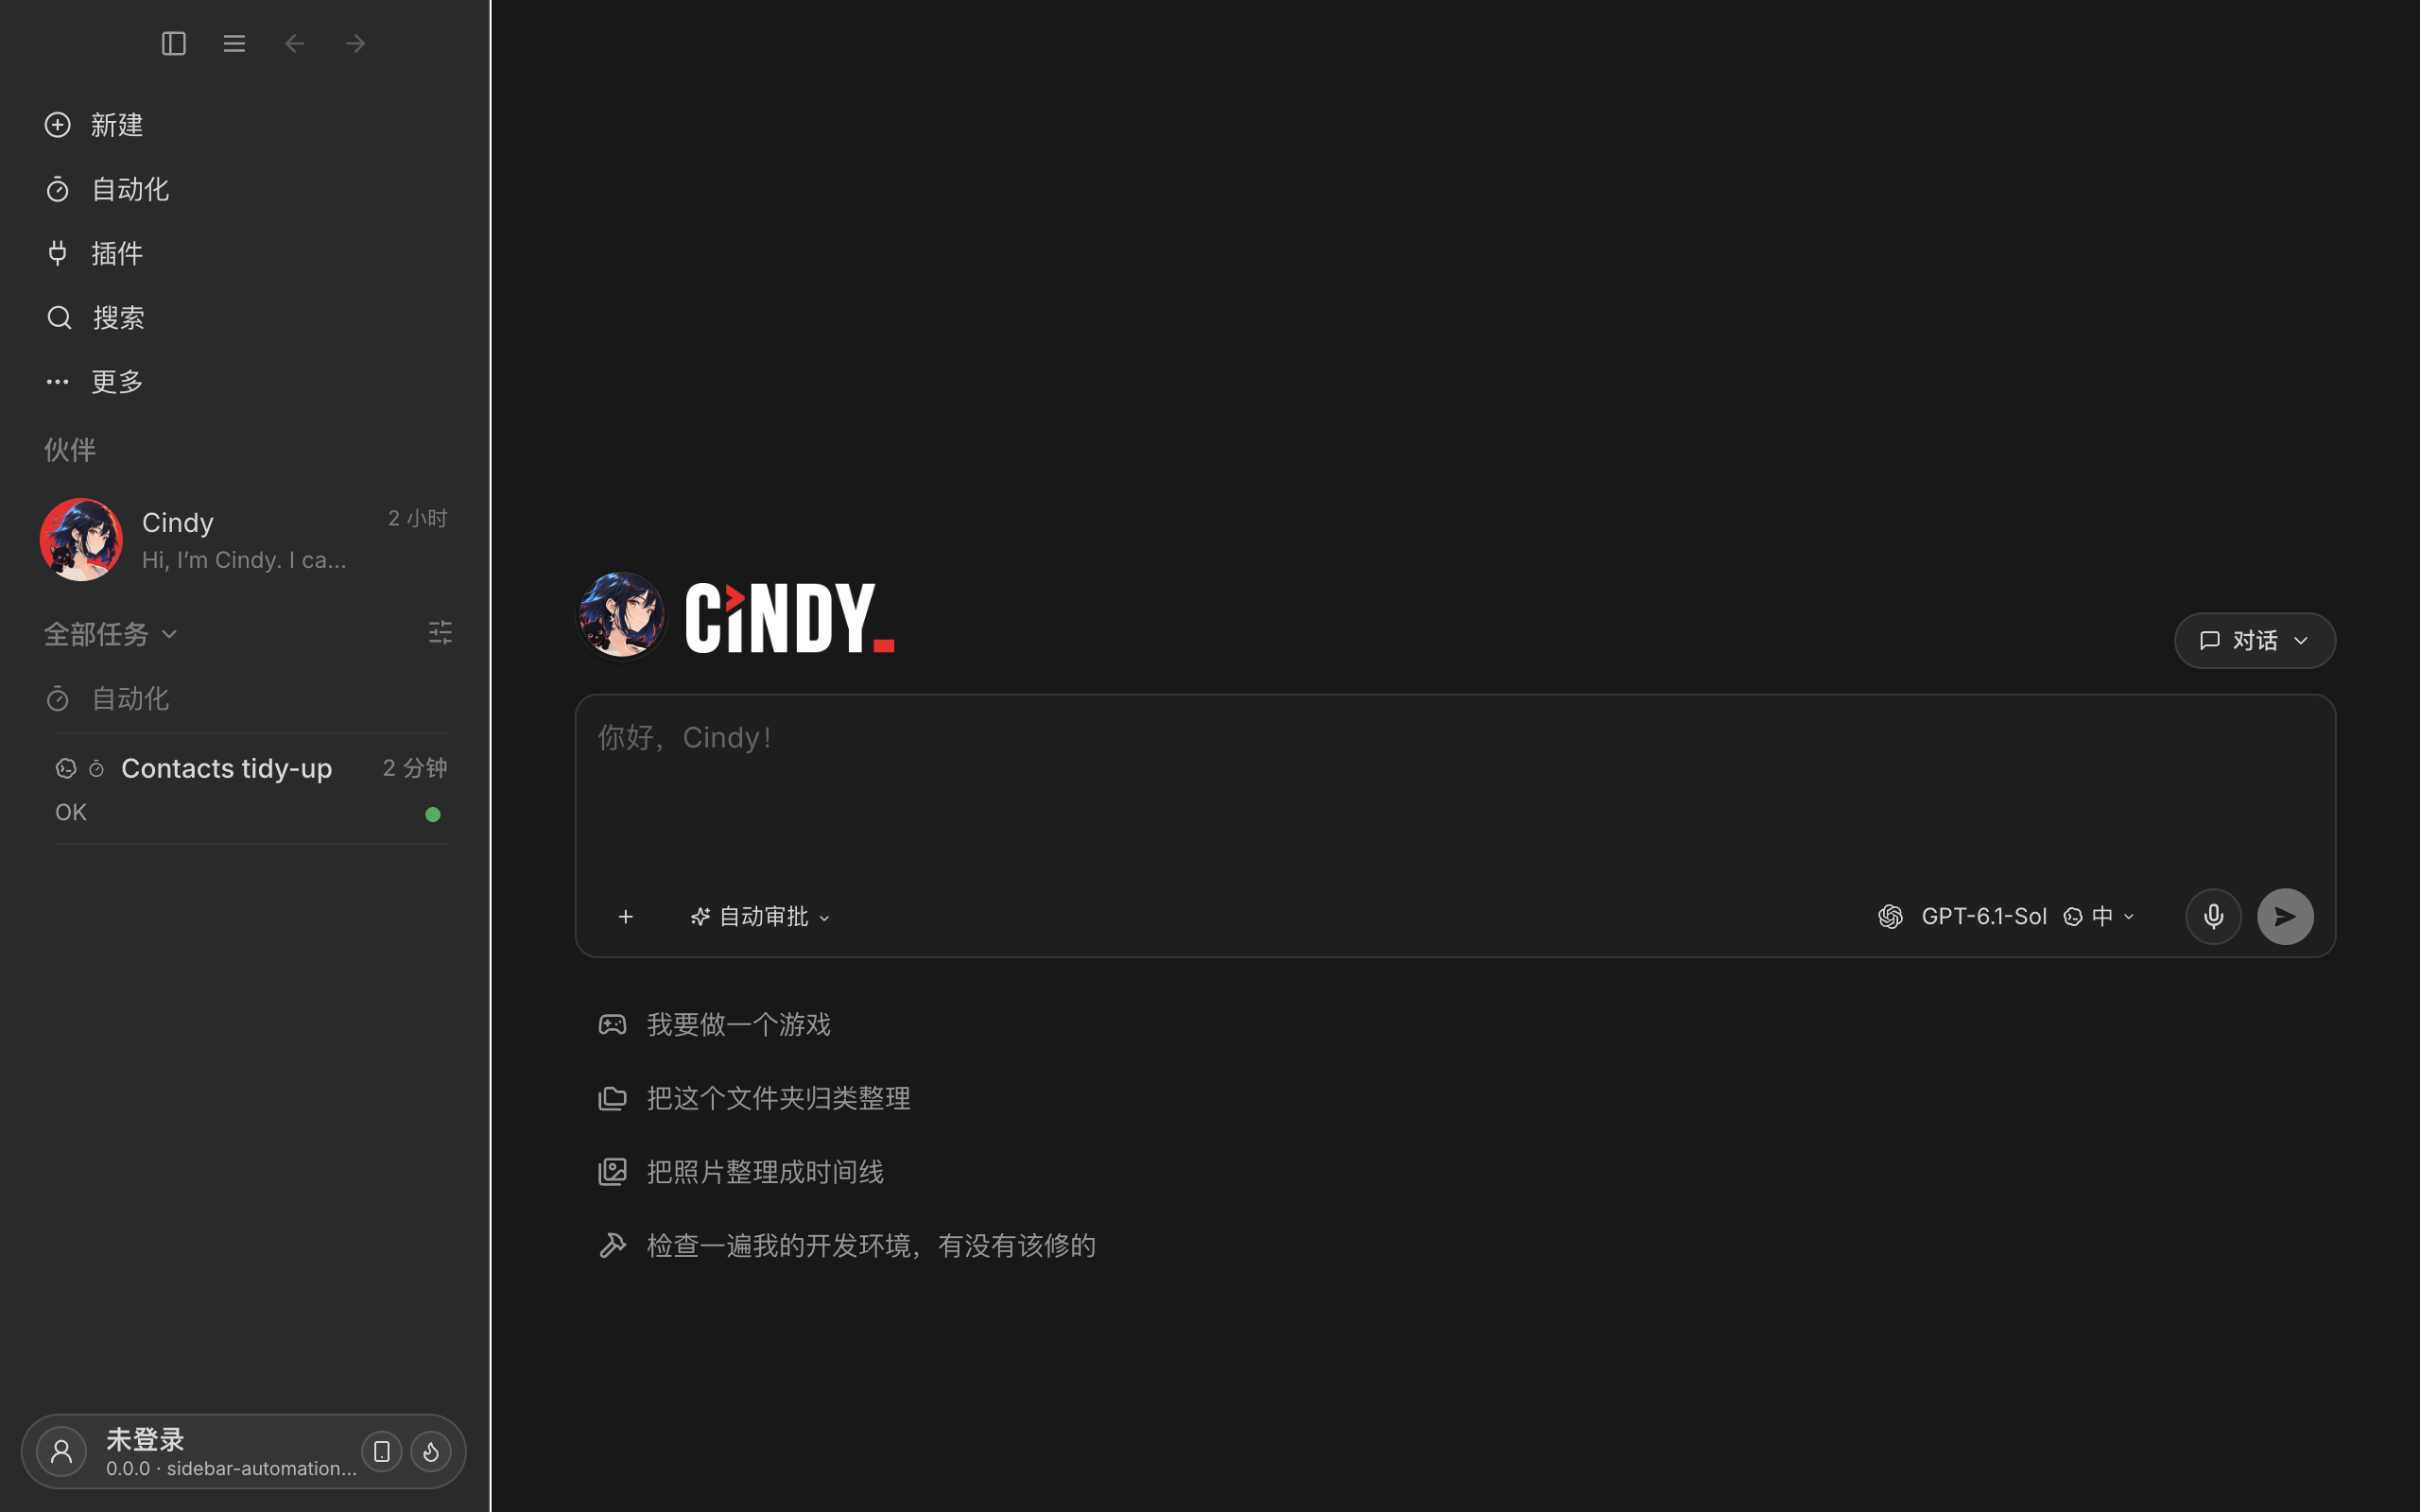 新建
自动化
插件
搜索
更多
伙伴
Cindy
2 小时
Hi, I’m Cindy. I ca...
全部任务
自动化
Contacts tidy-up
2 分钟
OK
未登录
0.0.0 · sidebar-automation...
CiNDY_
对话
你好，Cindy！
自动审批
GPT-6.1-Sol
中
我要做一个游戏
把这个文件夹归类整理
把照片整理成时间线
检查一遍我的开发环境，有没有该修的